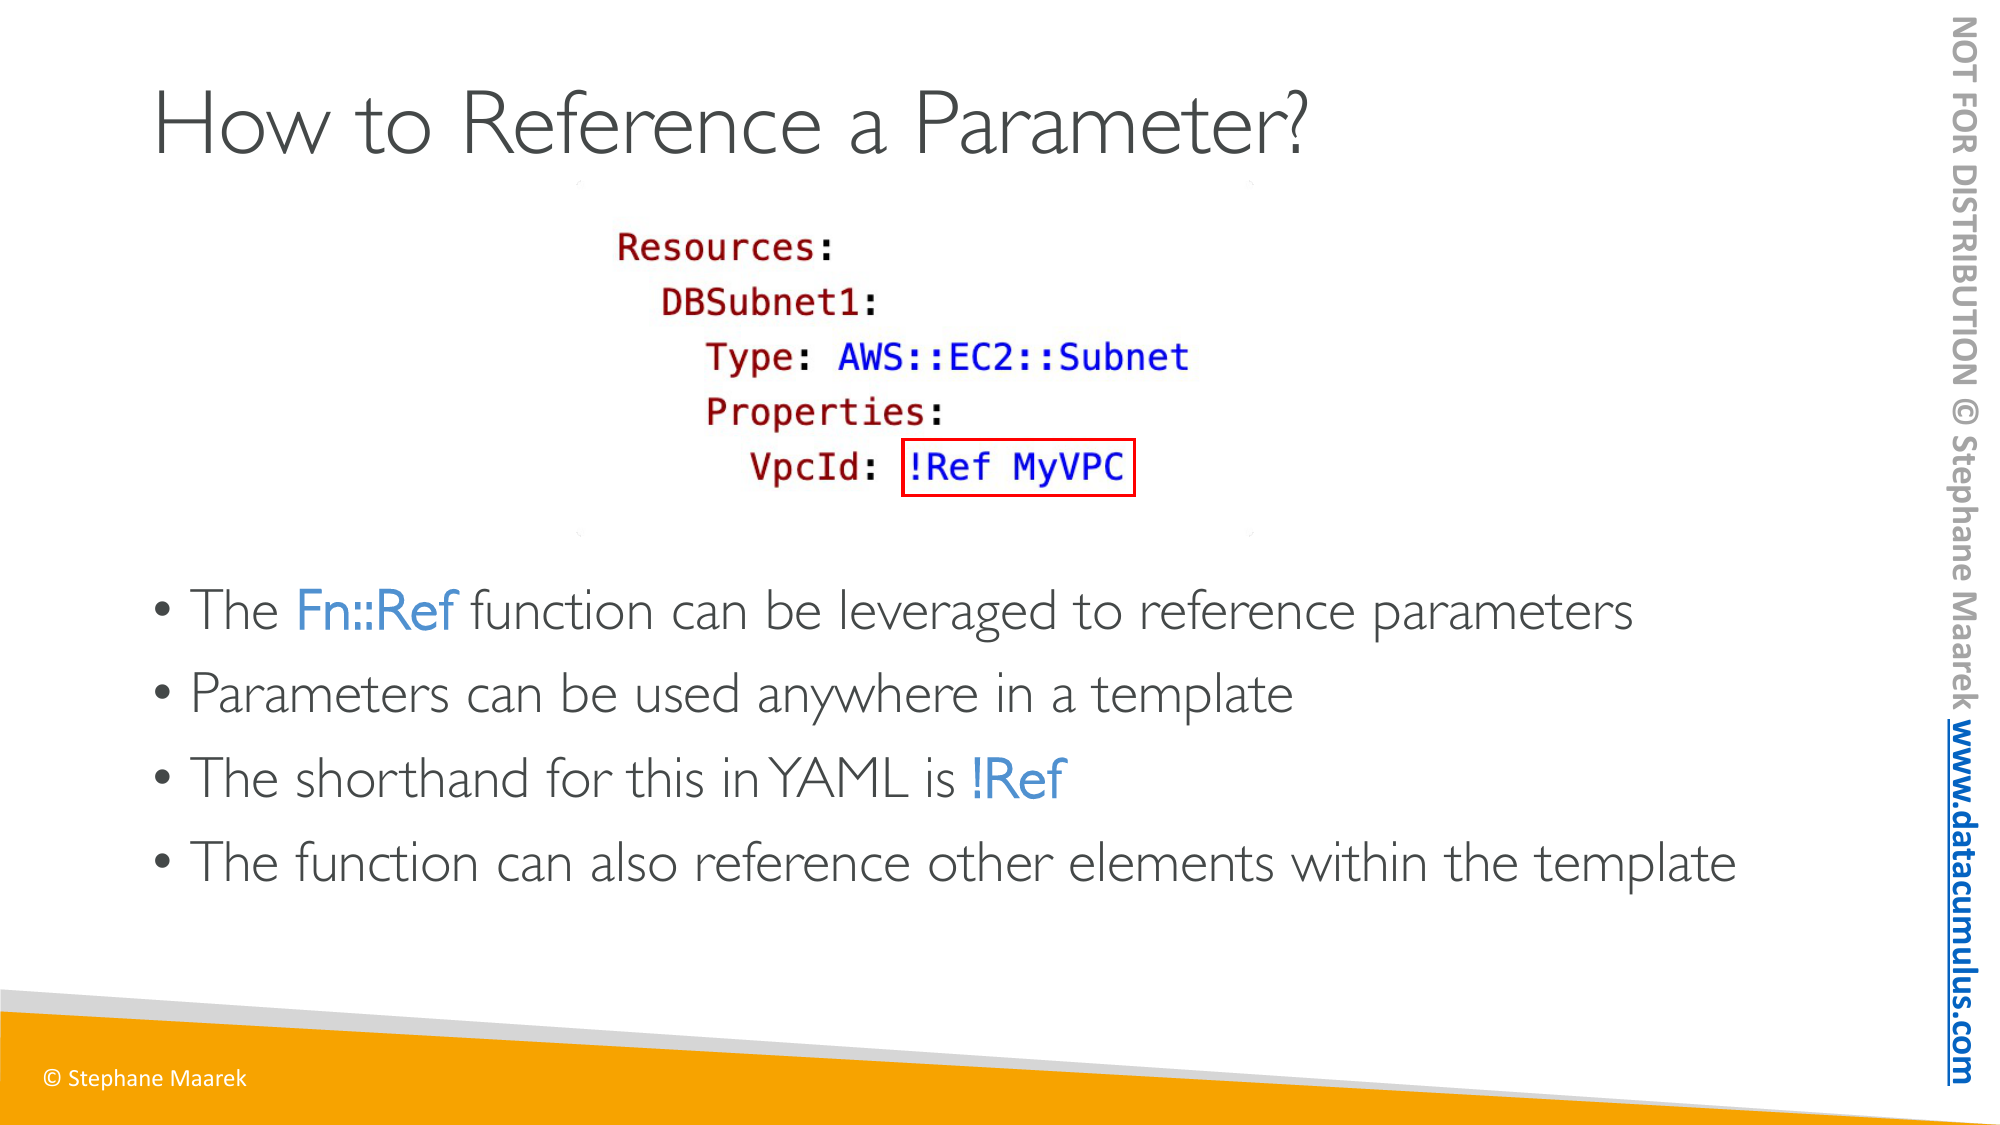 How to Reference a Parameter?
Resources:
DBSubnet1:
Type: AWS::EC2::Subnet
Properties:
VpcId: !Ref MyVPC
• The Fn::Ref function can be leveraged to reference parameters
• Parameters can be used anywhere in a template
• The shorthand for this in YAML is !Ref
• The function can also reference other elements within the template
© Stephane Maarek
NOT FOR DISTRIBUTION © Stephane Maarek www.datacumulus.com